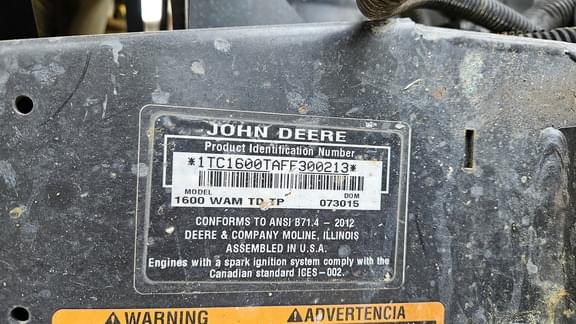 JOHN DEERE
Product Identification Number
*1TC1600TAFF300213*
MODEL DOM
1600 WAM TD TP 073015
CONFORMS TO ANSI B71.4 – 2012
DEERE & COMPANY MOLINE, ILLINOIS
ASSEMBLED IN U.S.A.
Engines with a spark ignition system comply with the
Canadian standard ICES-002.
WARNING ADVERTENCIA